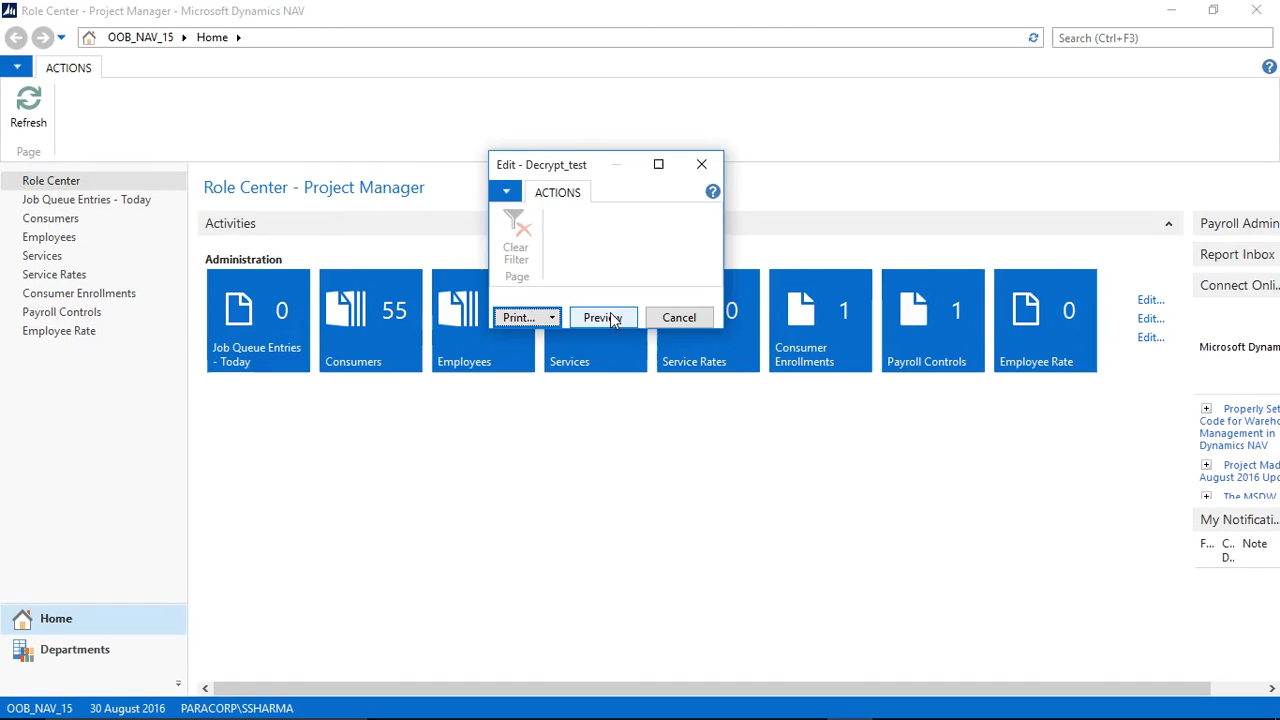 Role Center - Project Manager - Microsoft Dynamics NAV
OOB_NAV_15
Home
Search (Ctrl+F3)
ACTIONS
Refresh
Page
Role Center
Job Queue Entries - Today
Consumers
Employees
Services
Service Rates
Consumer Enrollments
Payroll Controls
Employee Rate
Home
Departments
Role Center - Project Manager
Activities
Administration
0
Job Queue Entries
- Today
55
Consumers
Employees
Services
0
Service Rates
1
Consumer
Enrollments
1
Payroll Controls
0
Employee Rate
Edit...
Edit...
Edit...
Edit - Decrypt_test
ACTIONS
Clear
Filter
Page
Print...
Cancel
Payroll Admin
Report Inbox
Connect Onli...
Microsoft Dynam
Properly Set
Code for Wareho
Management in
Dynamics NAV
Project Mad
August 2016 Upd
The MSDW
My Notificati...
F... C.. Note
D..
OOB_NAV_15 30 August 2016 PARACORP\SSHARMA